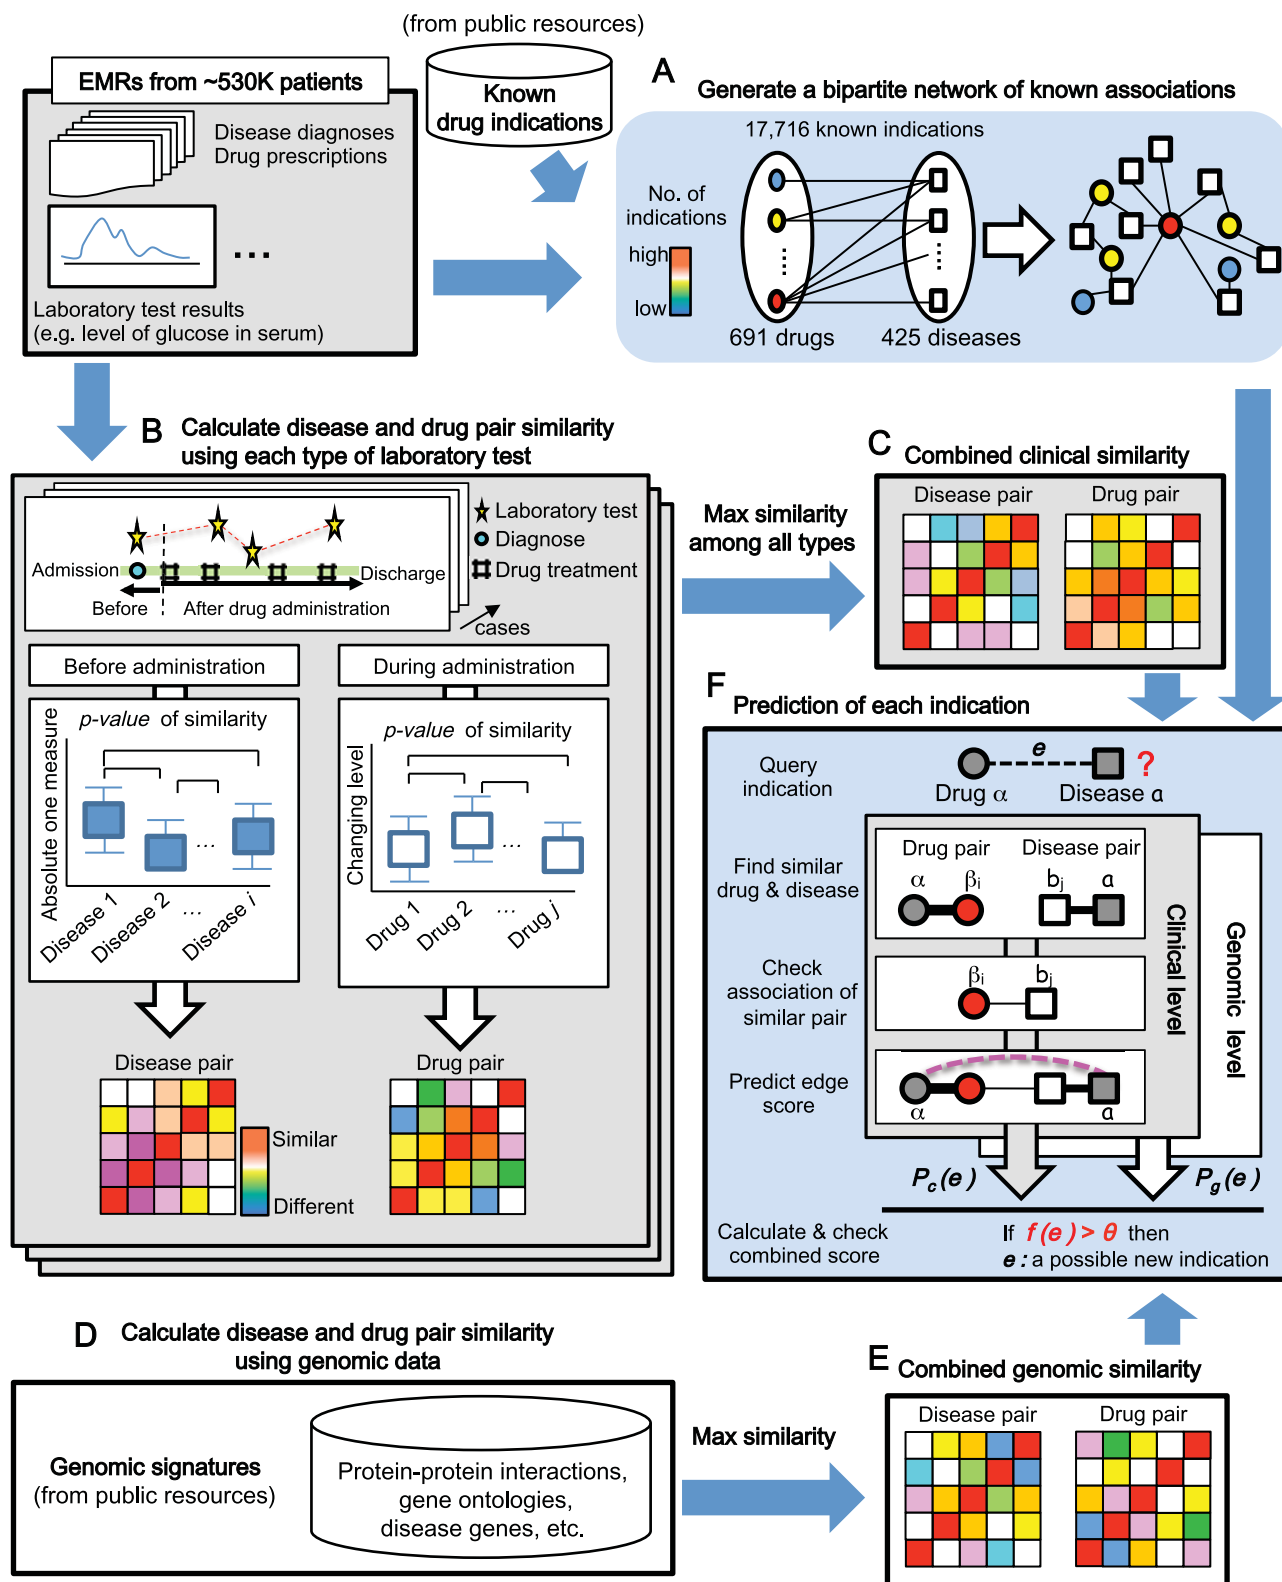 (from public resources)
EMRs from ~530K patients
Known
drug indications
Disease diagnoses
Drug prescriptions
...
Laboratory test results
(e.g. level of glucose in serum)
A
Generate a bipartite network of known associations
17,716 known indications
No. of
indications
high
low
691 drugs
425 diseases
B
Calculate disease and drug pair similarity
using each type of laboratory test
Laboratory test
Diagnose
Drug treatment
Admission
Discharge
Before
After drug administration
cases
Before administration
During administration
p-value of similarity
Absolute one measure
...
Disease 1
Disease 2
...
Disease i
p-value of similarity
Changing level
...
Drug 1
Drug 2
...
Drug j
Disease pair
Drug pair
Similar
Different
Max similarity
among all types
C
Combined clinical similarity
Disease pair
Drug pair
F
Prediction of each indication
Query
indication
e
?
Drug α
Disease a
Find similar
drug & disease
Drug pair
Disease pair
α
βi
bj
a
Check
association of
similar pair
βi
bj
Predict edge
score
α
a
Clinical level
Genomic level
Pc(e)
Pg(e)
Calculate & check
combined score
If f(e) > θ then
e : a possible new indication
D
Calculate disease and drug pair similarity
using genomic data
Genomic signatures
(from public resources)
Protein-protein interactions,
gene ontologies,
disease genes, etc.
Max similarity
E
Combined genomic similarity
Disease pair
Drug pair